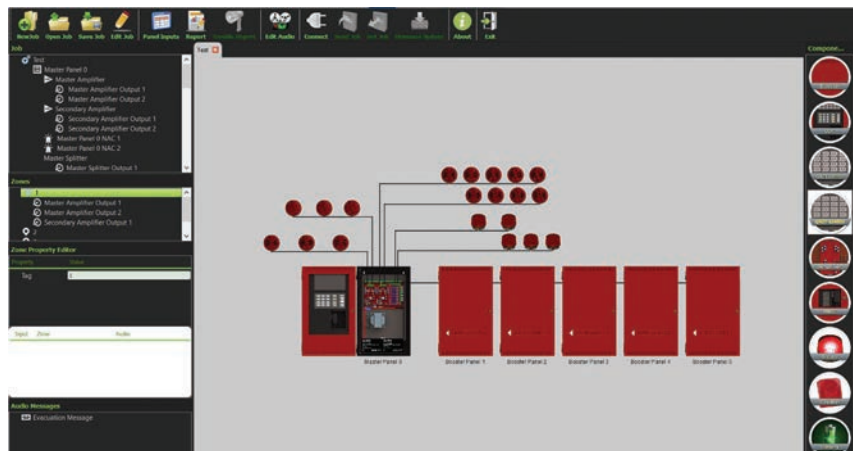 NewJob Open Job Save Job Edit Job Panel Inputs Report Edit Audio Connect About Exit
Job
Test
Master Panel 0
Master Amplifier
Master Amplifier Output 1
Master Amplifier Output 2
Secondary Amplifier
Secondary Amplifier Output 1
Secondary Amplifier Output 2
Master Panel 0 NAC 1
Master Panel 0 NAC 2
Master Splitter
Master Splitter Output 1
Zones
1
Master Amplifier Output 1
Master Amplifier Output 2
Secondary Amplifier Output 1
2
Zone Property Editor
Property Value
Tag 1
Input Zone Audio
Audio Messages
Evacuation Message
Test
Booster Panel 1 Booster Panel 2 Booster Panel 3 Booster Panel 4 Booster Panel 5
Compone...